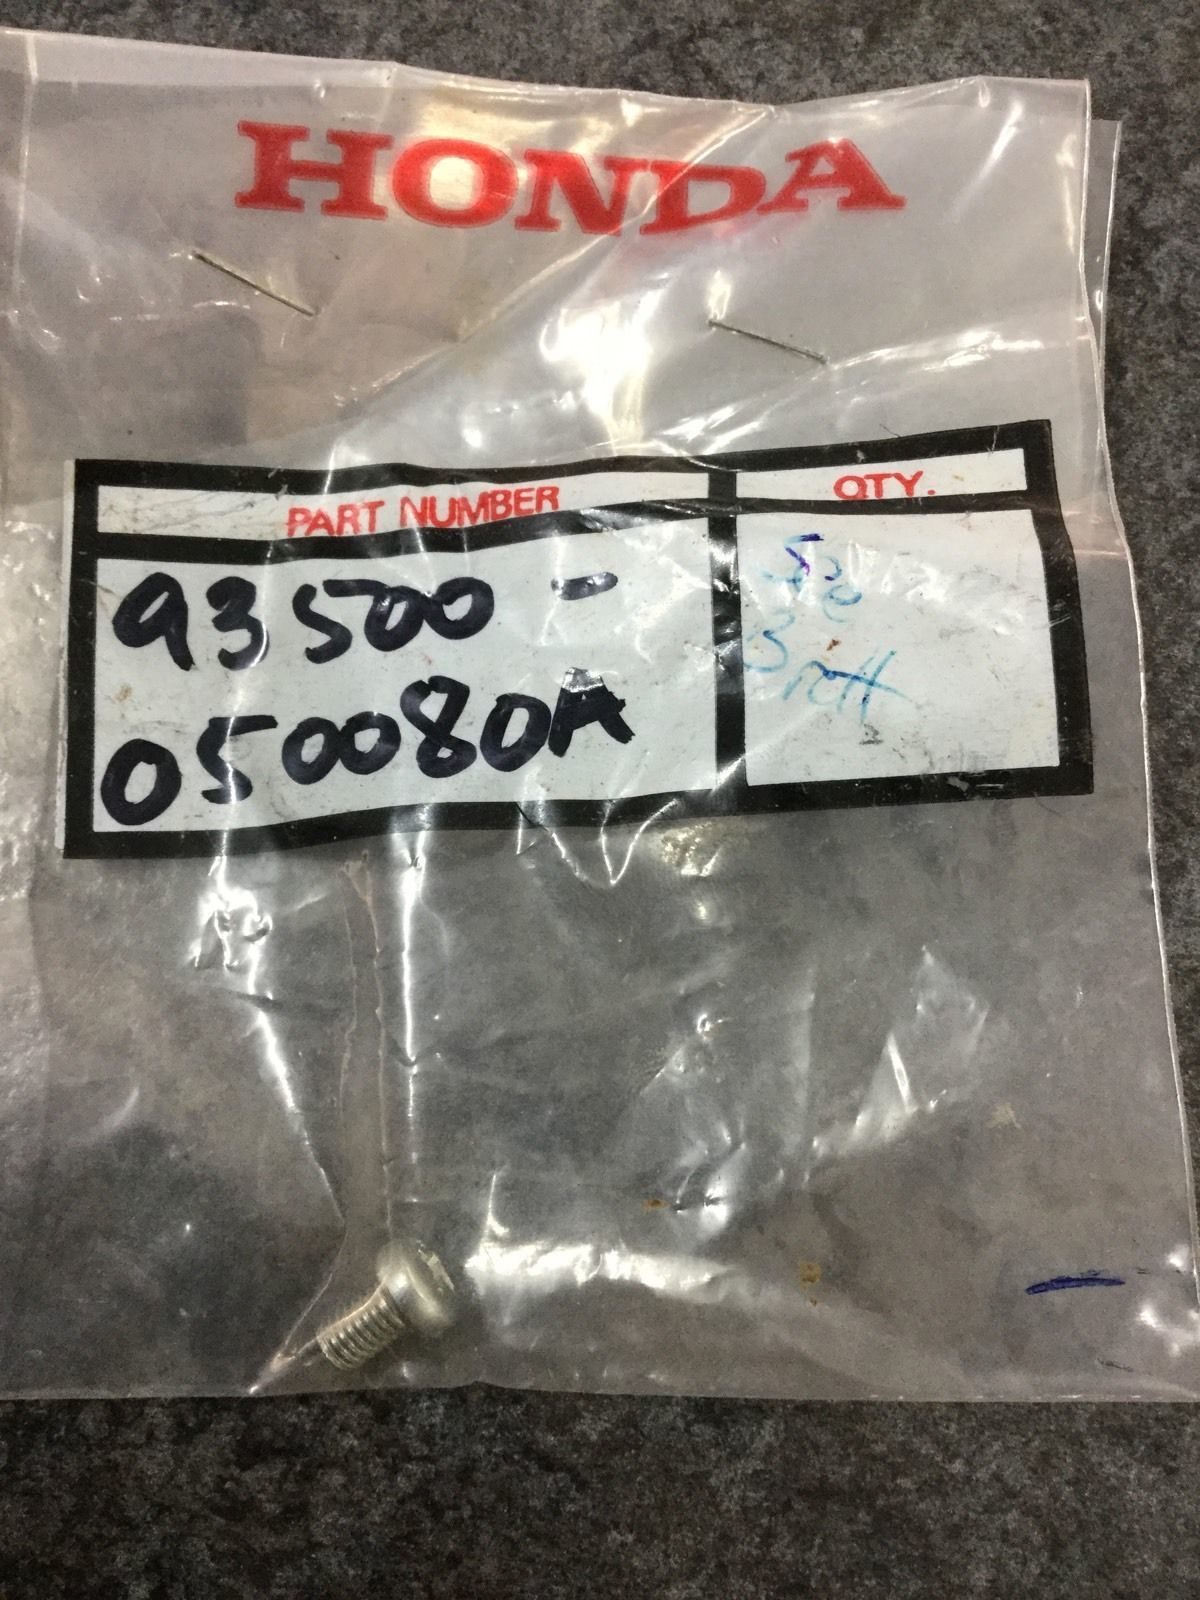 HONDA
PART NUMBER
QTY.
93500 -
050080A